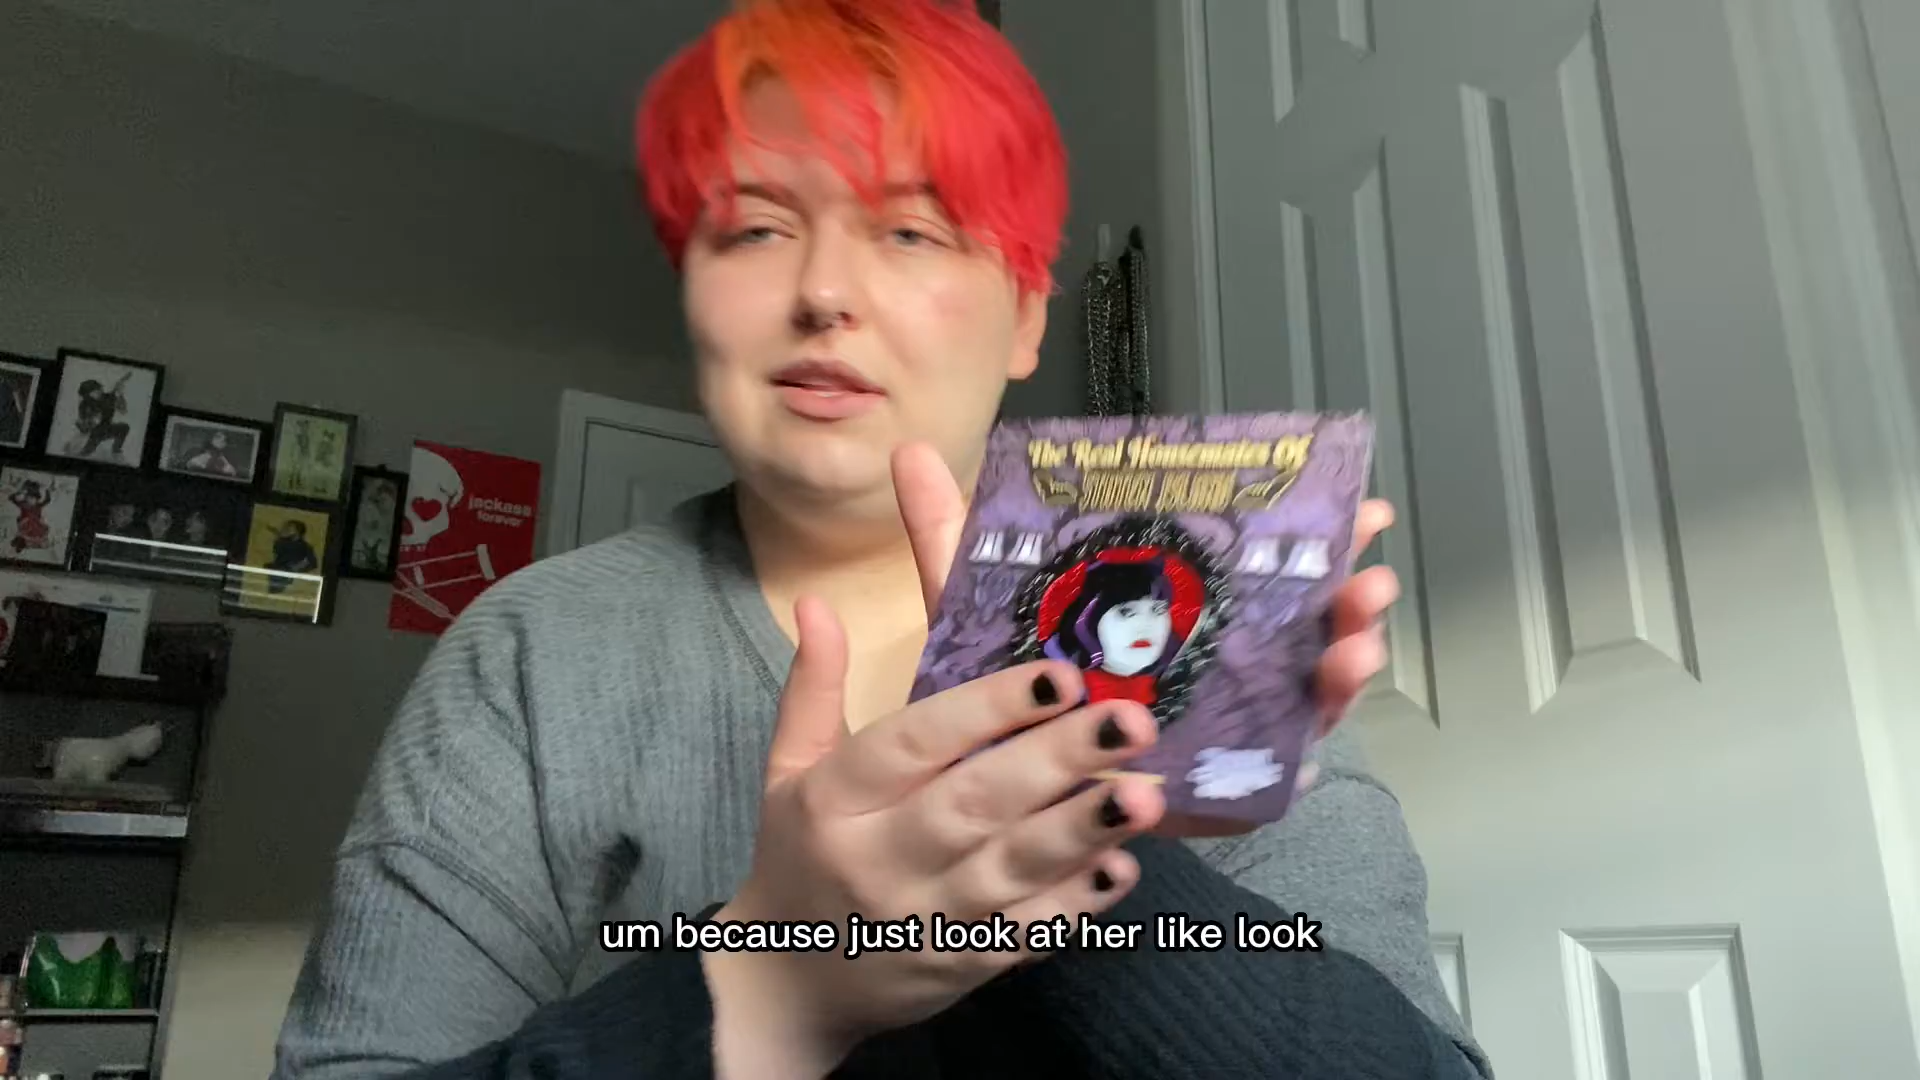 The Real Housemates Of
jackass
forever
um because just look at her like look